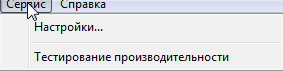 Сервис Справка
Настройки...
Тестирование производительности